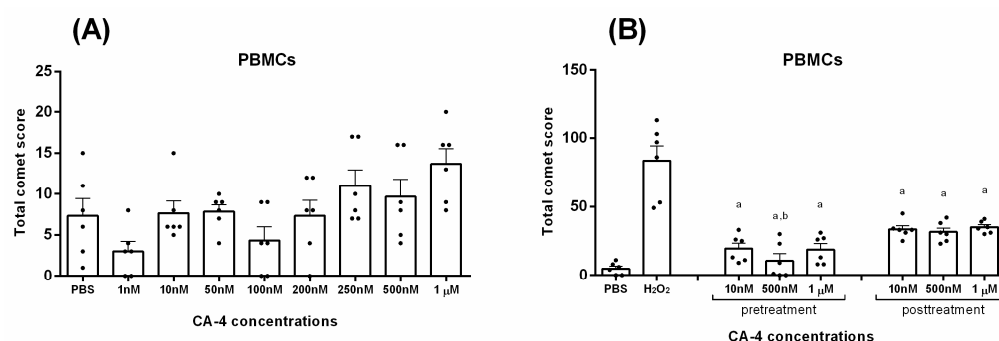 (A)
PBMCs
Total comet score
25
20
15
10
5
0
PBS 1nM 10nM 50nM 100nM 200nM 250nM 500nM 1 μM
CA-4 concentrations
(B)
PBMCs
Total comet score
150
100
50
0
a a,b a a a a
PBS H₂O₂ 10nM 500nM 1 μM 10nM 500nM 1 μM
pretreatment posttreatment
CA-4 concentrations